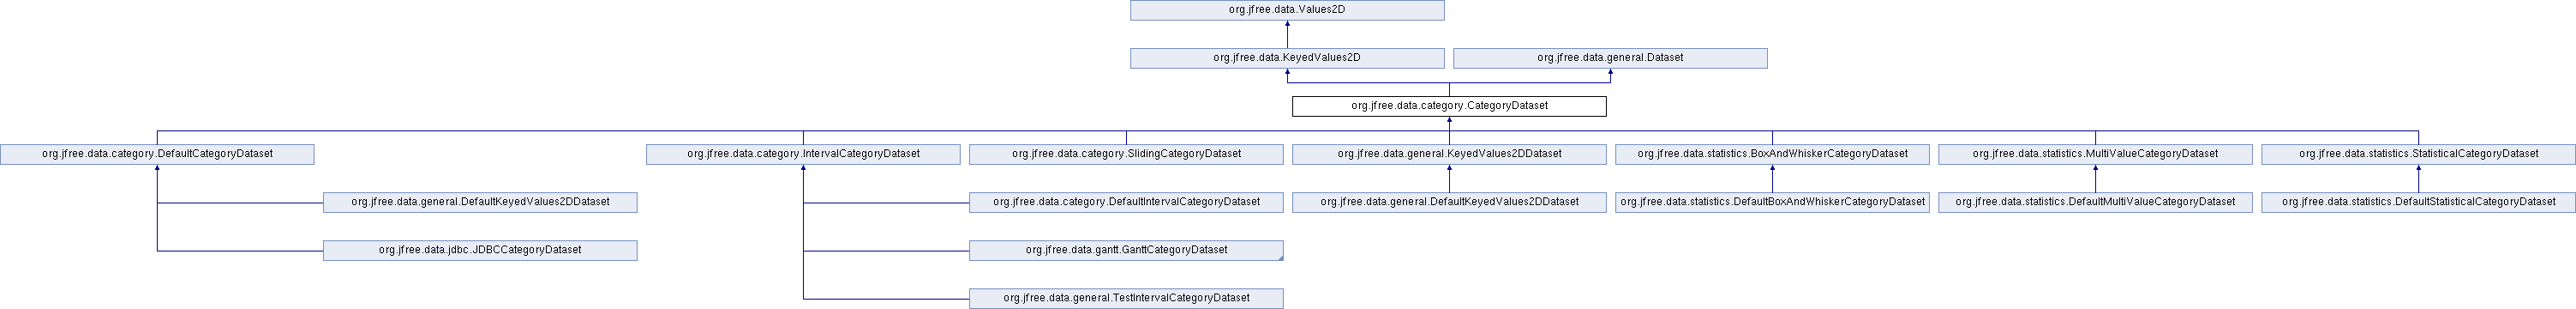 org.jfree.data.Values2D
org.jfree.data.KeyedValues2D
org.jfree.data.general.Dataset
org.jfree.data.category.CategoryDataset
org.jfree.data.category.DefaultCategoryDataset
org.jfree.data.category.IntervalCategoryDataset
org.jfree.data.category.SlidingCategoryDataset
org.jfree.data.general.KeyedValues2DDataset
org.jfree.data.statistics.BoxAndWhiskerCategoryDataset
org.jfree.data.statistics.MultiValueCategoryDataset
org.jfree.data.statistics.StatisticalCategoryDataset
org.jfree.data.general.DefaultKeyedValues2DDataset
org.jfree.data.category.DefaultIntervalCategoryDataset
org.jfree.data.general.DefaultKeyedValues2DDataset
org.jfree.data.statistics.DefaultBoxAndWhiskerCategoryDataset
org.jfree.data.statistics.DefaultMultiValueCategoryDataset
org.jfree.data.statistics.DefaultStatisticalCategoryDataset
org.jfree.data.jdbc.JDBCCategoryDataset
org.jfree.data.gantt.GanttCategoryDataset
org.jfree.data.general.TestIntervalCategoryDataset